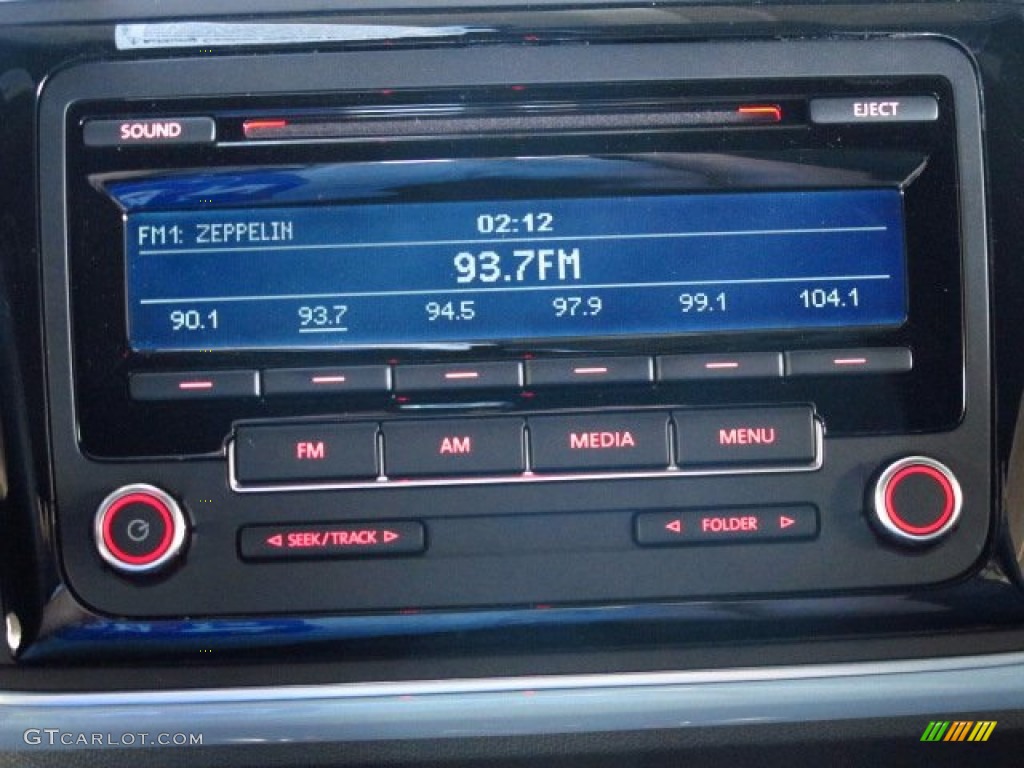 SOUND
EJECT
FM1: ZEPPELIN
02:12
93.7FM
90.1 93.7 94.5 97.9 99.1 104.1
FM AM MEDIA MENU
SEEK/TRACK
FOLDER
GTCARLOT.COM